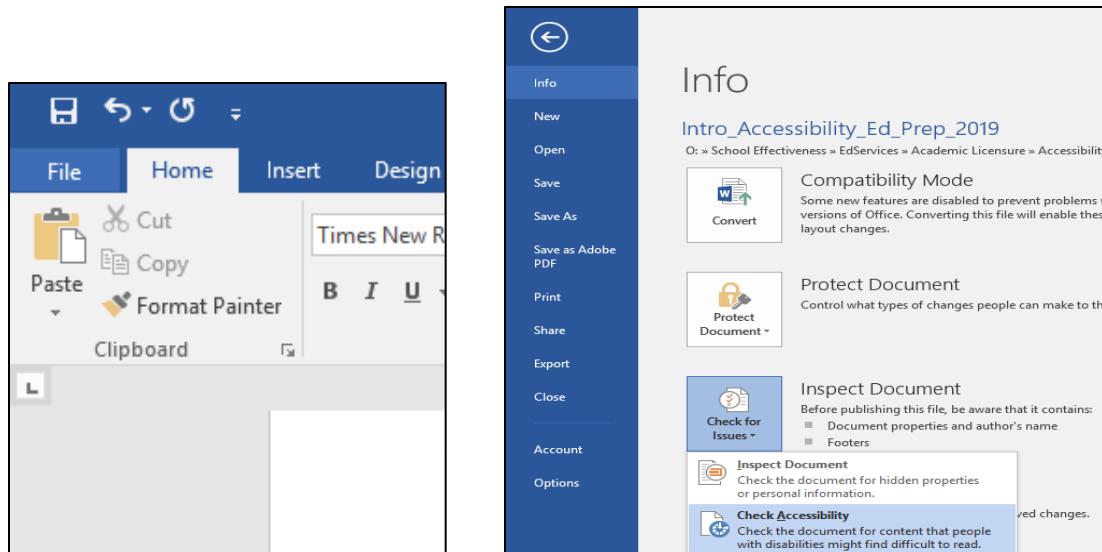 File Home Insert Design
Cut
Copy
Paste
Format Painter
Clipboard
Times New R
B I U
L
Info
New
Open
Save
Save As
Save as Adobe
PDF
Print
Share
Export
Close
Account
Options
Info
Intro_Accessibility_Ed_Prep_2019
O: » School Effectiveness » EdServices » Academic Licensure » Accessibility
Convert
Compatibility Mode
Some new features are disabled to prevent problems
versions of Office. Converting this file will enable
layout changes.
Protect
Document
Protect Document
Control what types of changes people can make to
Check for
Issues
Inspect Document
Before publishing this file, be aware that it contains:
Document properties and author's name
Footers
Inspect Document
Check the document for hidden properties
or personal information.
Check Accessibility
Check the document for content that people
with disabilities might find difficult to read.
changes.